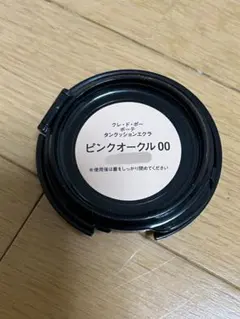 クレ・ド・ポー
ボーテ
タンクッションエクラ
ピンクオークル 00
※使用後は蓋をしっかり閉めてください